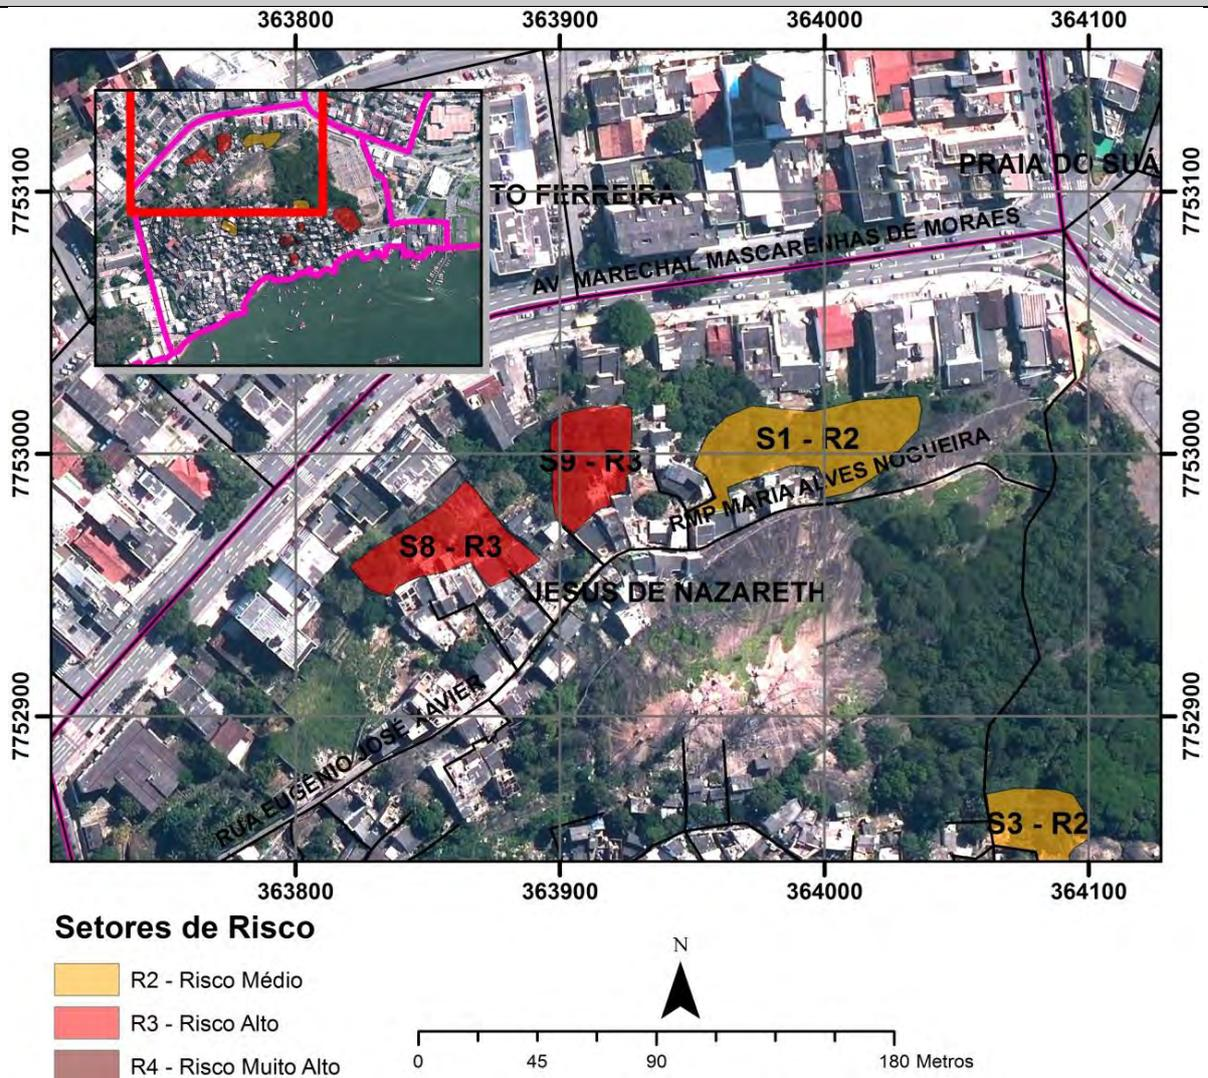 363800 363900 364000 364100
7753100
7753100
PRAIA DO SUÁ
TO FERREIRA
AV MARECHAL MASCARENHAS DE MORAES
7753000
7753000
S1 - R2
S9 - R3
RMP MARIA ALVES NOGUEIRA
S8 - R3
JESUS DE NAZARETH
7752900
7752900
RUA EUGÊNIO JOSÉ XAVIER
S3 - R2
363800 363900 364000 364100
Setores de Risco
R2 - Risco Médio
R3 - Risco Alto
R4 - Risco Muito Alto
N
0 45 90 180 Metros